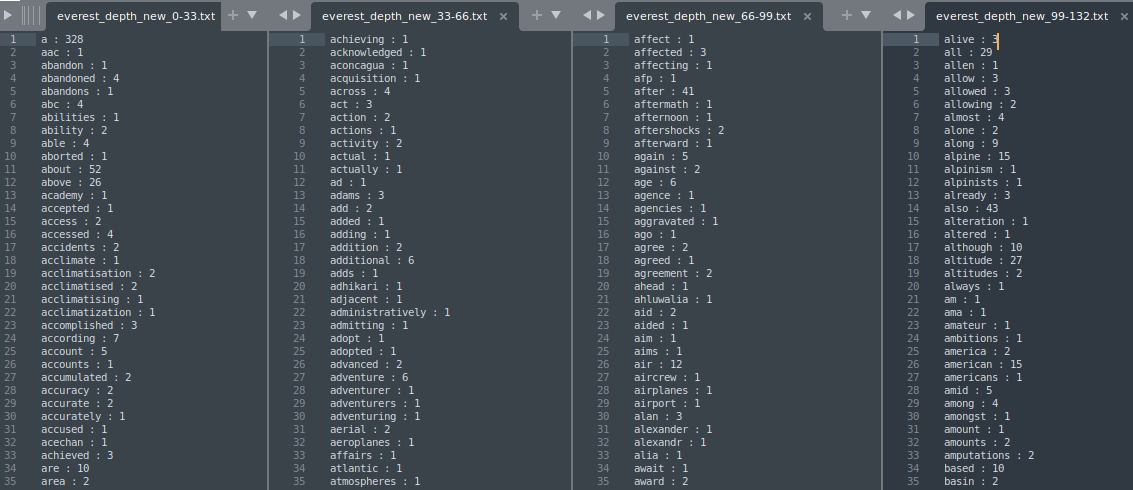 everest_depth_new_0-33.txt
1 a : 328
2 aac : 1
3 abandon : 1
4 abandoned : 4
5 abandons : 1
6 abc : 4
7 abilities : 1
8 ability : 2
9 able : 4
10 aborted : 1
11 about : 52
12 above : 26
13 academy : 1
14 accepted : 1
15 access : 2
16 accessed : 4
17 accidents : 2
18 acclimate : 1
19 acclimatisation : 2
20 acclimatised : 2
21 acclimatising : 1
22 acclimatization : 1
23 accomplished : 3
24 according : 7
25 account : 5
26 accounts : 1
27 accumulated : 2
28 accuracy : 2
29 accurate : 2
30 accurately : 1
31 accused : 1
32 acechan : 1
33 achieved : 3
34 are : 10
35 area : 2
everest_depth_new_33-66.txt ×
1 achieving : 1
2 acknowledged : 1
3 aconcagua : 1
4 acquisition : 1
5 across : 4
6 act : 3
7 action : 2
8 actions : 1
9 activity : 2
10 actual : 1
11 actually : 1
12 ad : 1
13 adams : 3
14 add : 2
15 added : 1
16 adding : 1
17 addition : 2
18 additional : 6
19 adds : 1
20 adhikari : 1
21 adjacent : 1
22 administratively : 1
23 admitting : 1
24 adopt : 1
25 adopted : 1
26 advanced : 2
27 adventure : 6
28 adventurer : 1
29 adventurers : 1
30 adventuring : 1
31 aerial : 2
32 aeroplanes : 1
33 affairs : 1
34 atlantic : 1
35 atmospheres : 1
everest_depth_new_66-99.txt ×
1 affect : 1
2 affected : 3
3 affecting : 1
4 afp : 1
5 after : 41
6 aftermath : 1
7 afternoon : 1
8 aftershocks : 2
9 afterward : 1
10 again : 5
11 against : 2
12 age : 6
13 agence : 1
14 agencies : 1
15 aggravated : 1
16 ago : 1
17 agree : 2
18 agreed : 1
19 agreement : 2
20 ahead : 1
21 ahluwalia : 1
22 aid : 2
23 aided : 1
24 aim : 1
25 aims : 1
26 air : 12
27 aircrew : 1
28 airplanes : 1
29 airport : 1
30 alan : 3
31 alexander : 1
32 alexandr : 1
33 alia : 1
34 await : 1
35 award : 2
everest_depth_new_99-132.txt ×
1 alive : 3
2 all : 29
3 allen : 1
4 allow : 3
5 allowed : 3
6 allowing : 2
7 almost : 4
8 alone : 2
9 along : 9
10 alpine : 15
11 alpinism : 1
12 alpinists : 1
13 already : 3
14 also : 43
15 alteration : 1
16 altered : 1
17 although : 10
18 altitude : 27
19 altitudes : 2
20 always : 1
21 am : 1
22 ama : 1
23 amateur : 1
24 ambitions : 1
25 america : 2
26 american : 15
27 americans : 1
28 amid : 5
29 among : 4
30 amongst : 1
31 amount : 1
32 amounts : 2
33 amputations : 2
34 based : 10
35 basin : 2